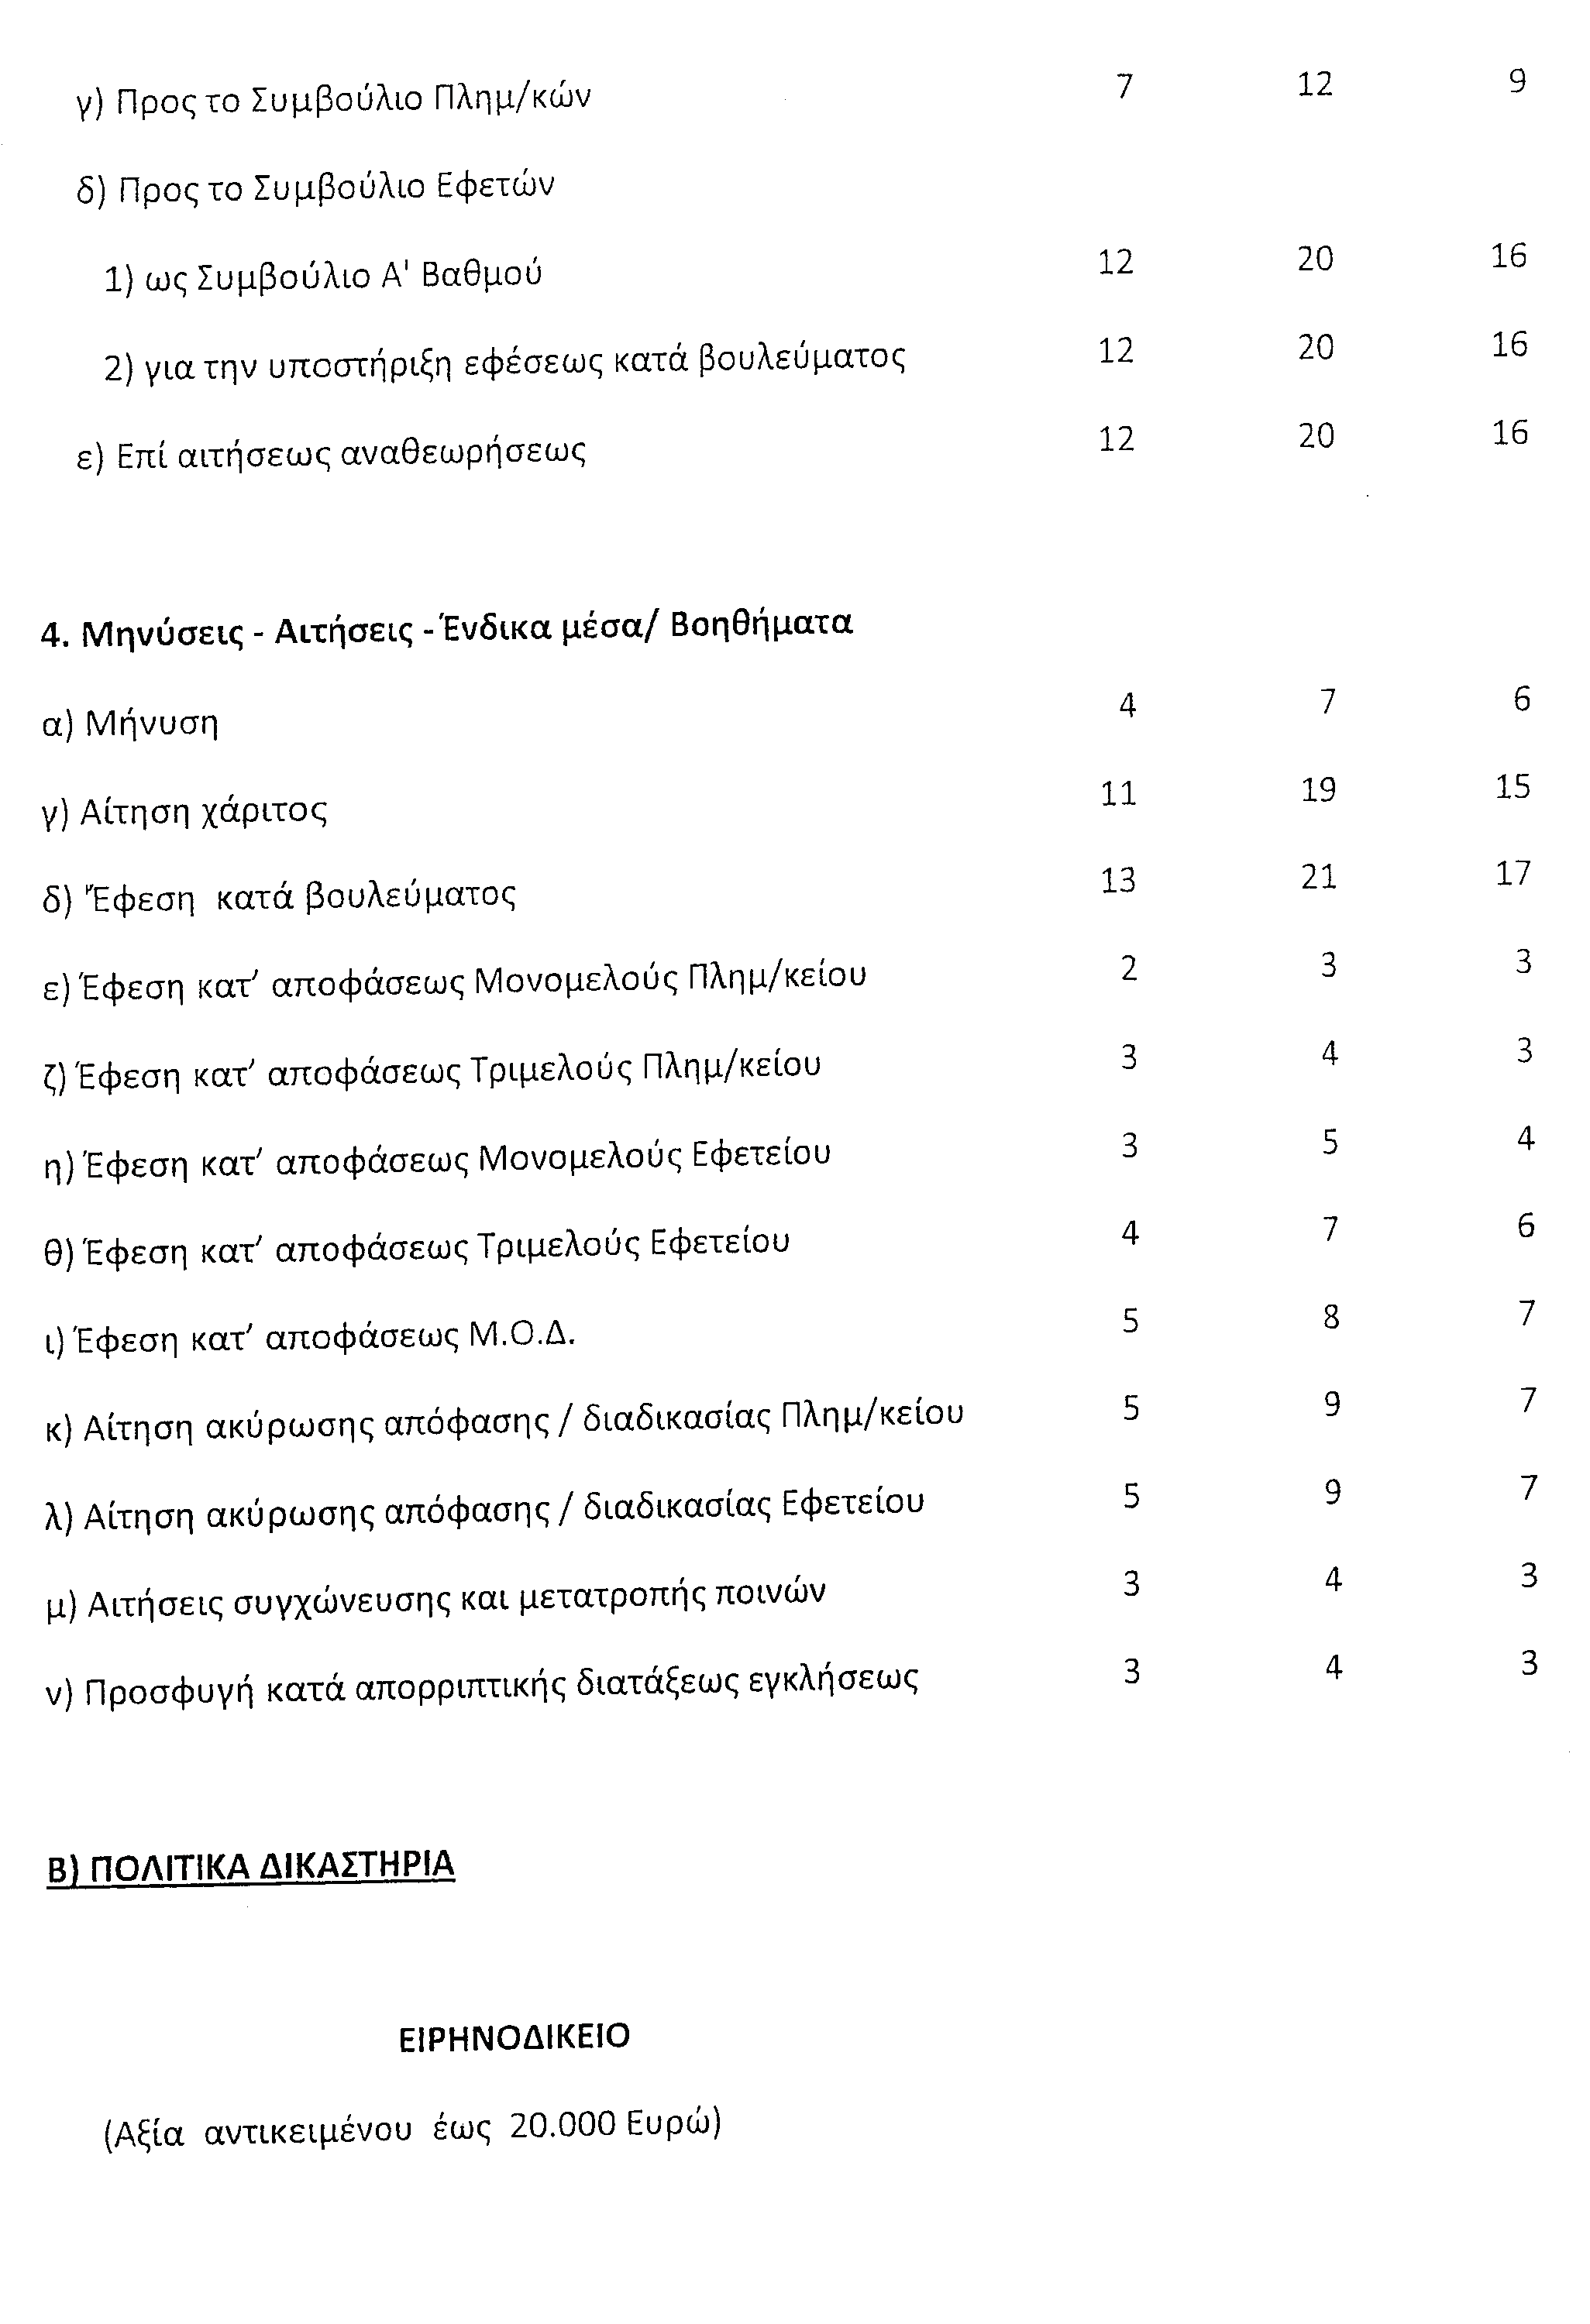 γ) Προς το Συμβούλιο Πλημ/κών 7 12 9
δ) Προς το Συμβούλιο Εφετών
1) ως Συμβούλιο Α' Βαθμού 12 20 16
2) για την υποστήριξη εφέσεως κατά βουλεύματος 12 20 16
ε) Επί αιτήσεως αναθεωρήσεως 12 20 16
4. Μηνύσεις - Αιτήσεις - Ένδικα μέσα/ Βοηθήματα
α) Μήνυση 4 7 6
γ) Αίτηση χάριτος 11 19 15
δ) Έφεση κατά βουλεύματος 13 21 17
ε) Έφεση κατ’ αποφάσεως Μονομελούς Πλημ/κείου 2 3 3
ζ) Έφεση κατ’ αποφάσεως Τριμελούς Πλημ/κείου 3 4 3
η) Έφεση κατ’ αποφάσεως Μονομελούς Εφετείου 3 5 4
θ) Έφεση κατ’ αποφάσεως Τριμελούς Εφετείου 4 7 6
ι) Έφεση κατ’ αποφάσεως Μ.Ο.Δ. 5 8 7
κ) Αίτηση ακύρωσης απόφασης / διαδικασίας Πλημ/κείου 5 9 7
λ) Αίτηση ακύρωσης απόφασης / διαδικασίας Εφετείου 5 9 7
μ) Αιτήσεις συγχώνευσης και μετατροπής ποινών 3 4 3
ν) Προσφυγή κατά απορριπτικής διατάξεως εγκλήσεως 3 4 3
Β) ΠΟΛΙΤΙΚΑ ΔΙΚΑΣΤΗΡΙΑ
ΕΙΡΗΝΟΔΙΚΕΙΟ
(Αξία αντικειμένου έως 20.000 Ευρώ)